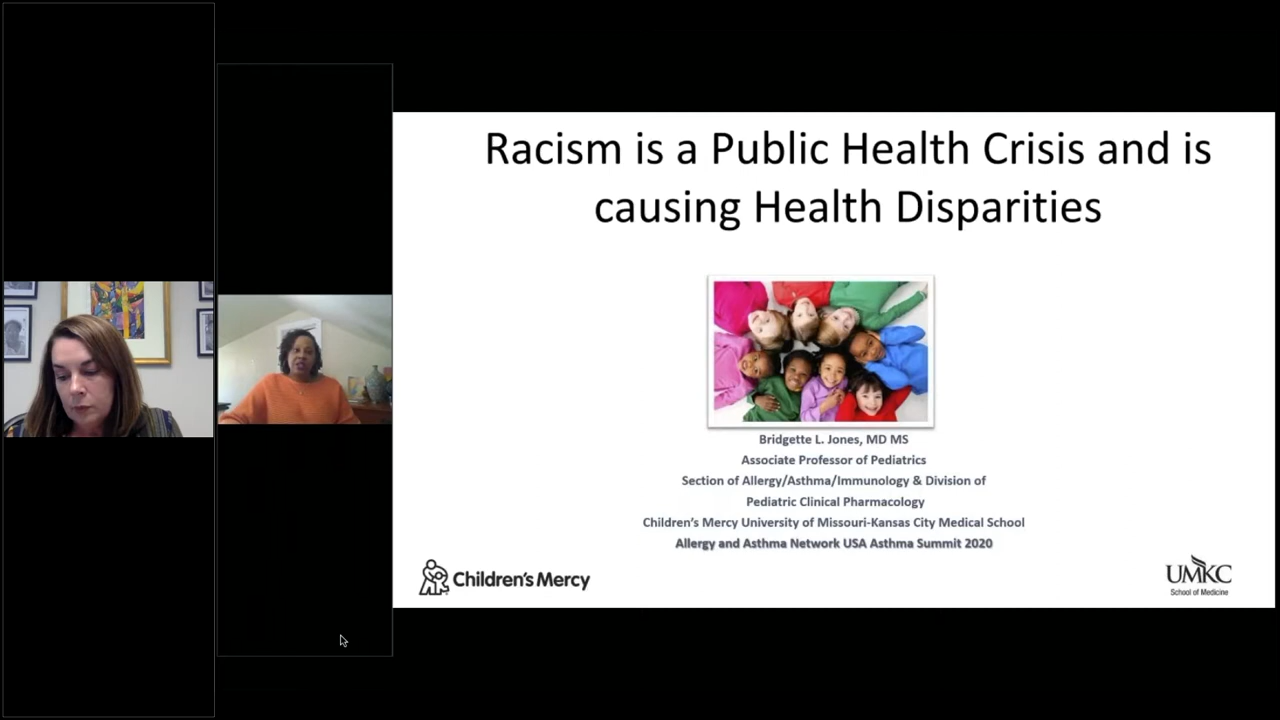 Racism is a Public Health Crisis and is
causing Health Disparities
Bridgette L. Jones, MD MS
Associate Professor of Pediatrics
Section of Allergy/Asthma/Immunology & Division of
Pediatric Clinical Pharmacology
Children's Mercy University of Missouri-Kansas City Medical School
Allergy and Asthma Network USA Asthma Summit 2020
Children's Mercy
UMKC
School of Medicine